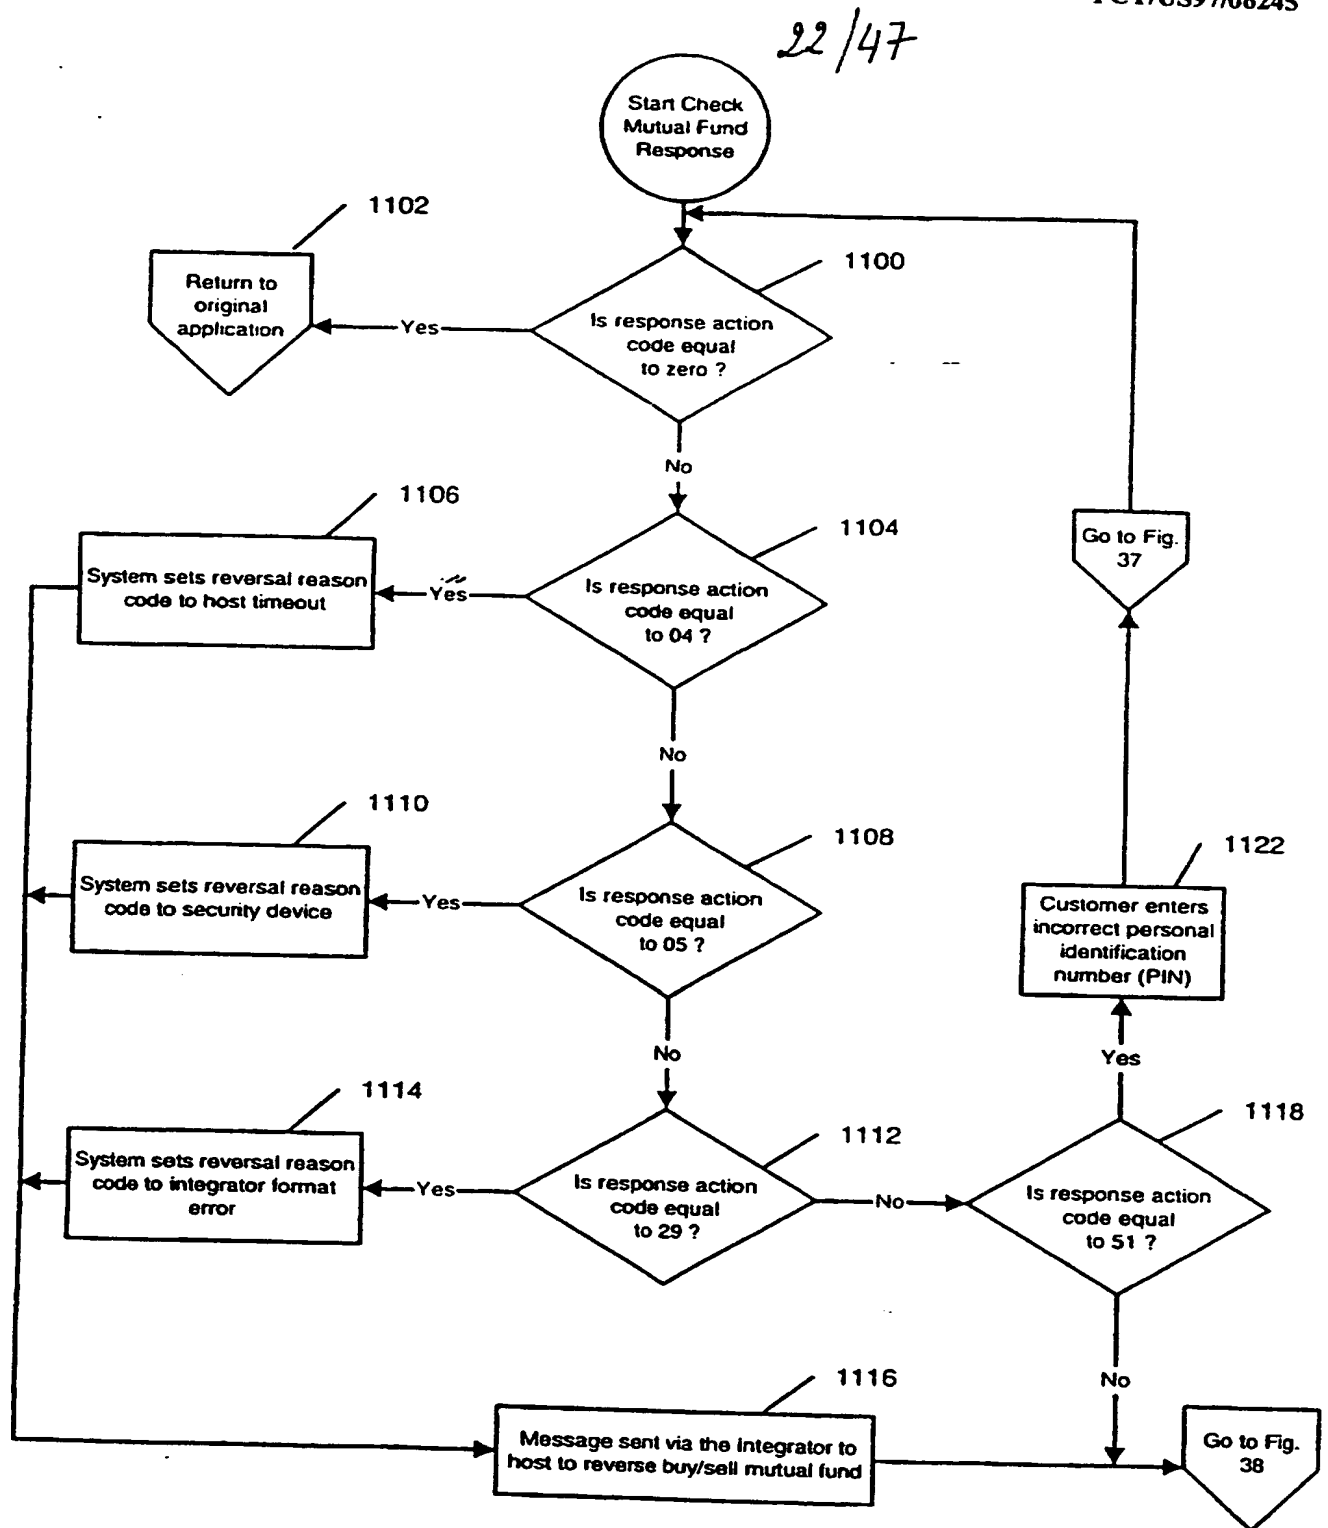 22/47
Start Check
Mutual Fund
Response
1102
Return to
original
application
1100
Yes
Is response action
code equal
to zero ?
No
1106
1104
Go to Fig.
37
System sets reversal reason
code to host timeout
Yes
Is response action
code equal
to 04 ?
No
1110
1108
1122
System sets reversal reason
code to security device
Yes
Is response action
code equal
to 05 ?
Customer enters
incorrect personal
identification
number (PIN)
No
Yes
1114
1112
1118
System sets reversal reason
code to integrator format
error
Yes
Is response action
code equal
to 29 ?
No
Is response action
code equal
to 51 ?
No
1116
Message sent via the integrator to
host to reverse buy/sell mutual fund
Go to Fig.
38